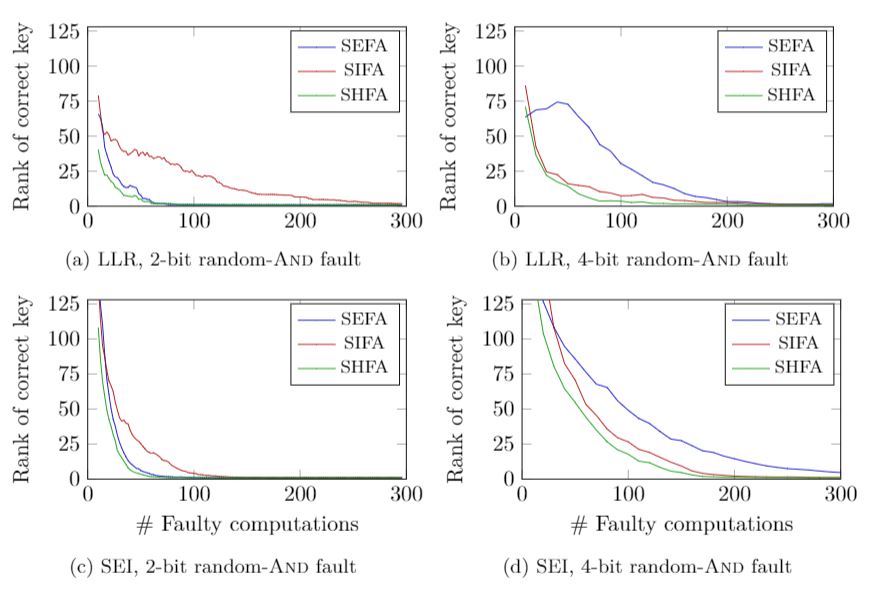 Rank of correct key
125
100
75
50
25
0
0 100 200 300
SEFA
SIFA
SHFA
(a) LLR, 2-bit random-AND fault
Rank of correct key
125
100
75
50
25
0
0 100 200 300
SEFA
SIFA
SHFA
(b) LLR, 4-bit random-AND fault
Rank of correct key
125
100
75
50
25
0
0 100 200 300
SEFA
SIFA
SHFA
# Faulty computations
(c) SEI, 2-bit random-AND fault
Rank of correct key
125
100
75
50
25
0
0 100 200 300
SEFA
SIFA
SHFA
# Faulty computations
(d) SEI, 4-bit random-AND fault